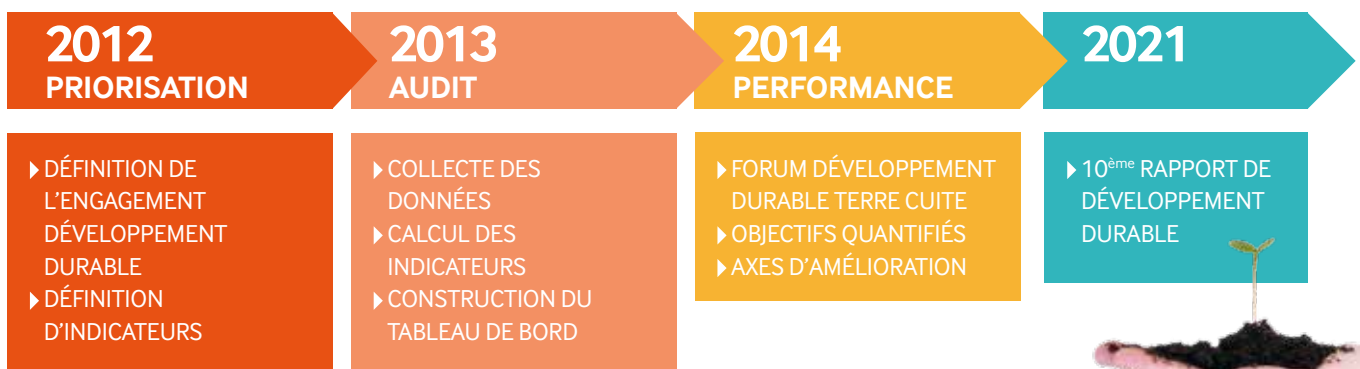 2012
PRIORISATION
DÉFINITION DE
L'ENGAGEMENT
DÉVELOPPEMENT
DURABLE
DÉFINITION
D'INDICATEURS
2013
AUDIT
COLLECTE DES
DONNÉES
CALCUL DES
INDICATEURS
CONSTRUCTION DU
TABLEAU DE BORD
2014
PERFORMANCE
FORUM DÉVELOPPEMENT
DURABLE TERRE CUITE
OBJECTIFS QUANTIFIÉS
AXES D'AMÉLIORATION
2021
10ème RAPPORT DE
DÉVELOPPEMENT
DURABLE